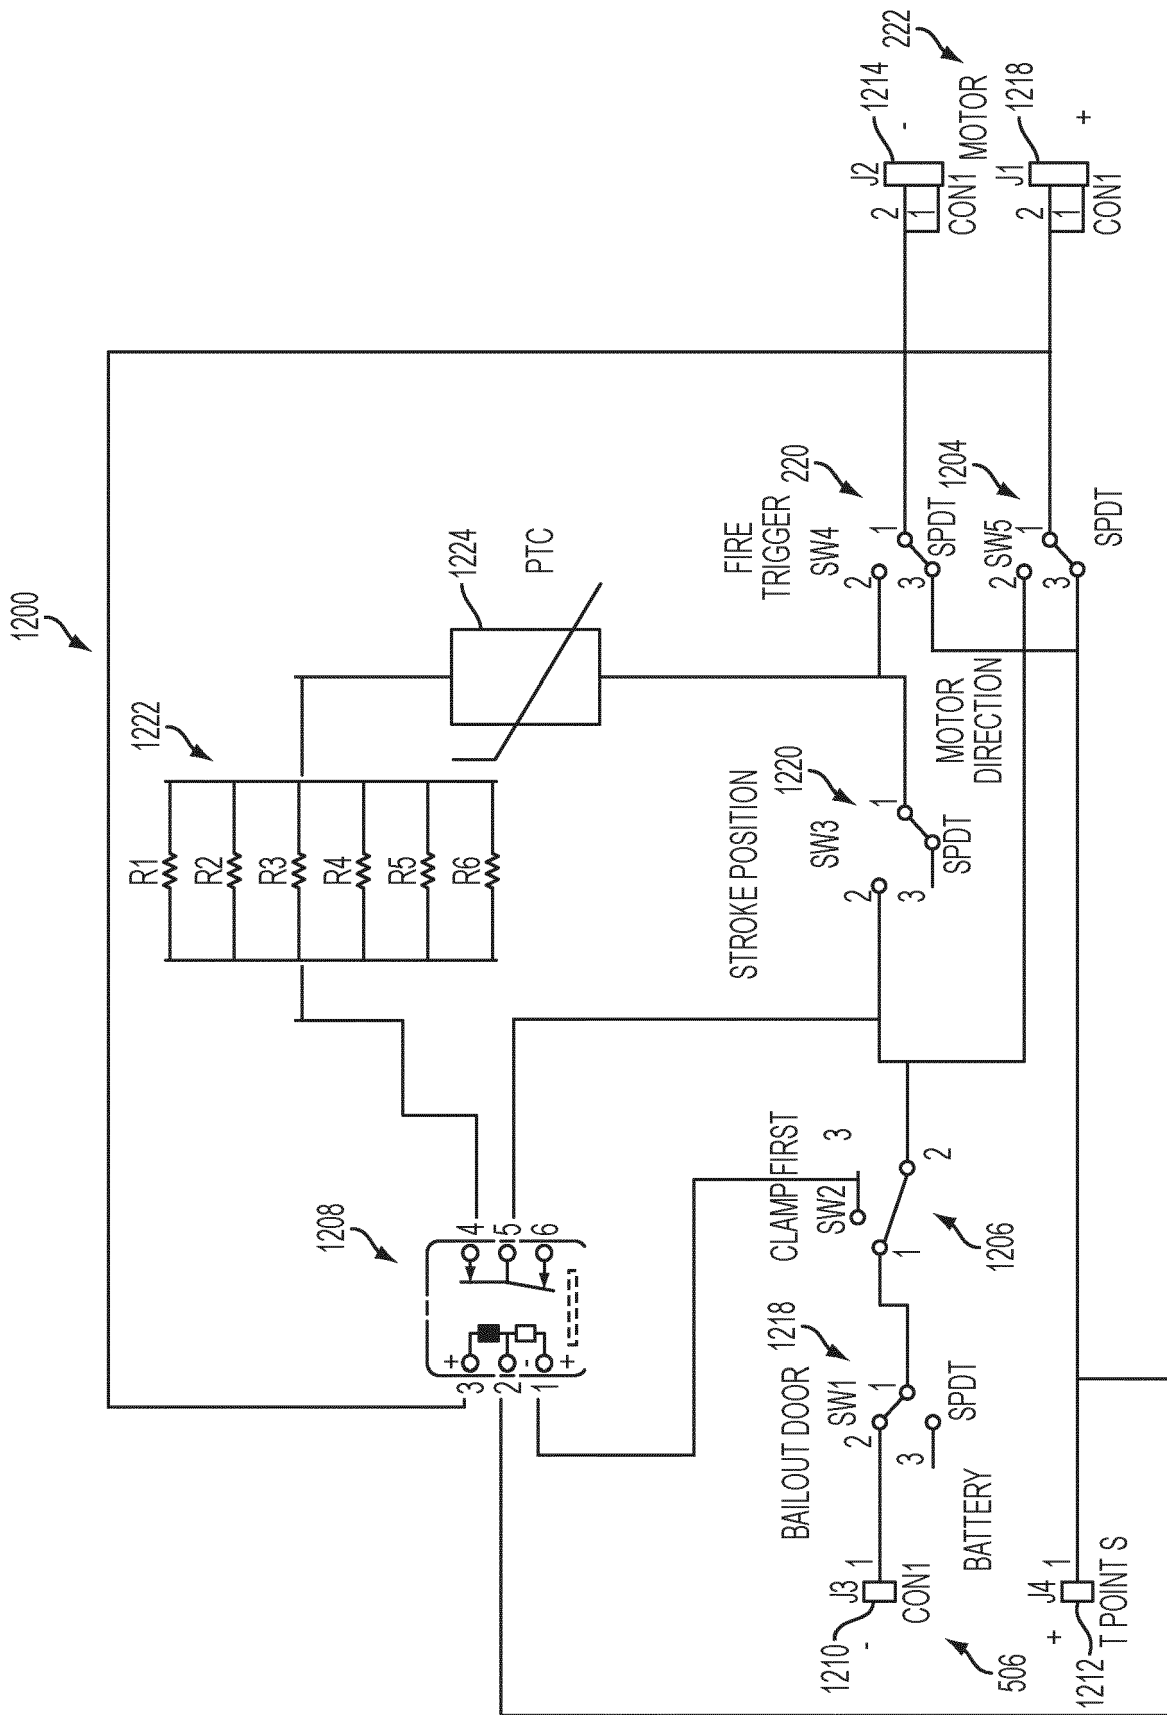 1200
1222
R1
R2
R3
R4
R5
R6
1224
PTC
1208
+
3
2
-
1
+
4
5
6
STROKE POSITION
1220
SW3
1
2
3
SPDT
FIRE
TRIGGER
220
SW4
1
2
3
SPDT
1204
SW5
1
2
3
SPDT
MOTOR
DIRECTION
222
1214
-
J2
2
1
CON1
MOTOR
1218
+
J1
2
1
CON1
CLAMP FIRST
SW2
3
1
2
1206
BAILOUT DOOR
1218
SW1
1
2
3
SPDT
BATTERY
J3
1
CON1
1210
-
506
+
J4
1
T POINT S
1212